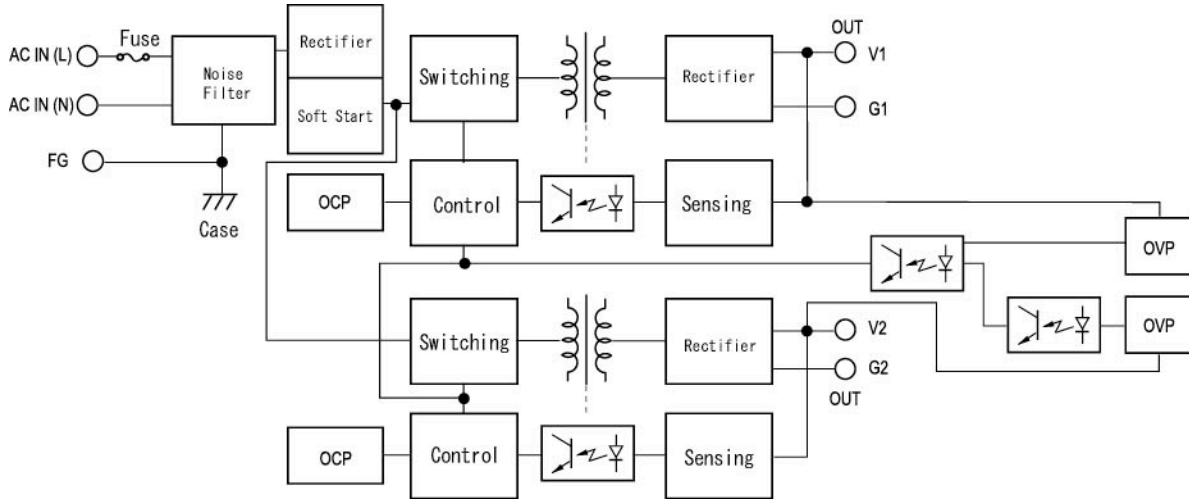 OUT
AC IN (L)
Fuse
Noise
Filter
Rectifier
Soft Start
Switching
Rectifier
V1
AC IN (N)
G1
FG
Case
OCP
Control
Sensing
OVP
Switching
Rectifier
V2
OVP
G2
OUT
OCP
Control
Sensing